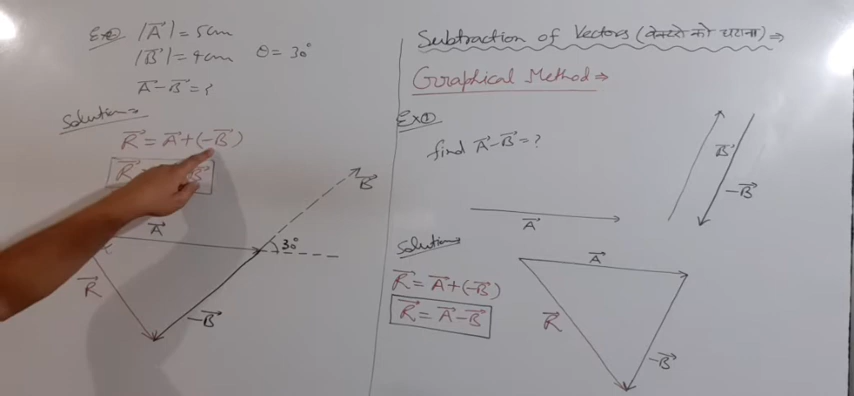 Ex② |A⃗| = 5cm
|B⃗| = 4cm θ = 30°
A⃗-B⃗ = ?
Solution⇒
R⃗ = A⃗+(-B⃗)
B⃗
A⃗
30°
R⃗
-B⃗
Subtraction of Vectors (वेक्टरो को घटाना) ⇒
Graphical Method⇒
Ex①
find A⃗-B⃗ = ?
B⃗
-B⃗
A⃗
Solution⇒
R⃗ = A⃗+(-B⃗)
R⃗ = A⃗-B⃗
A⃗
R⃗
-B⃗